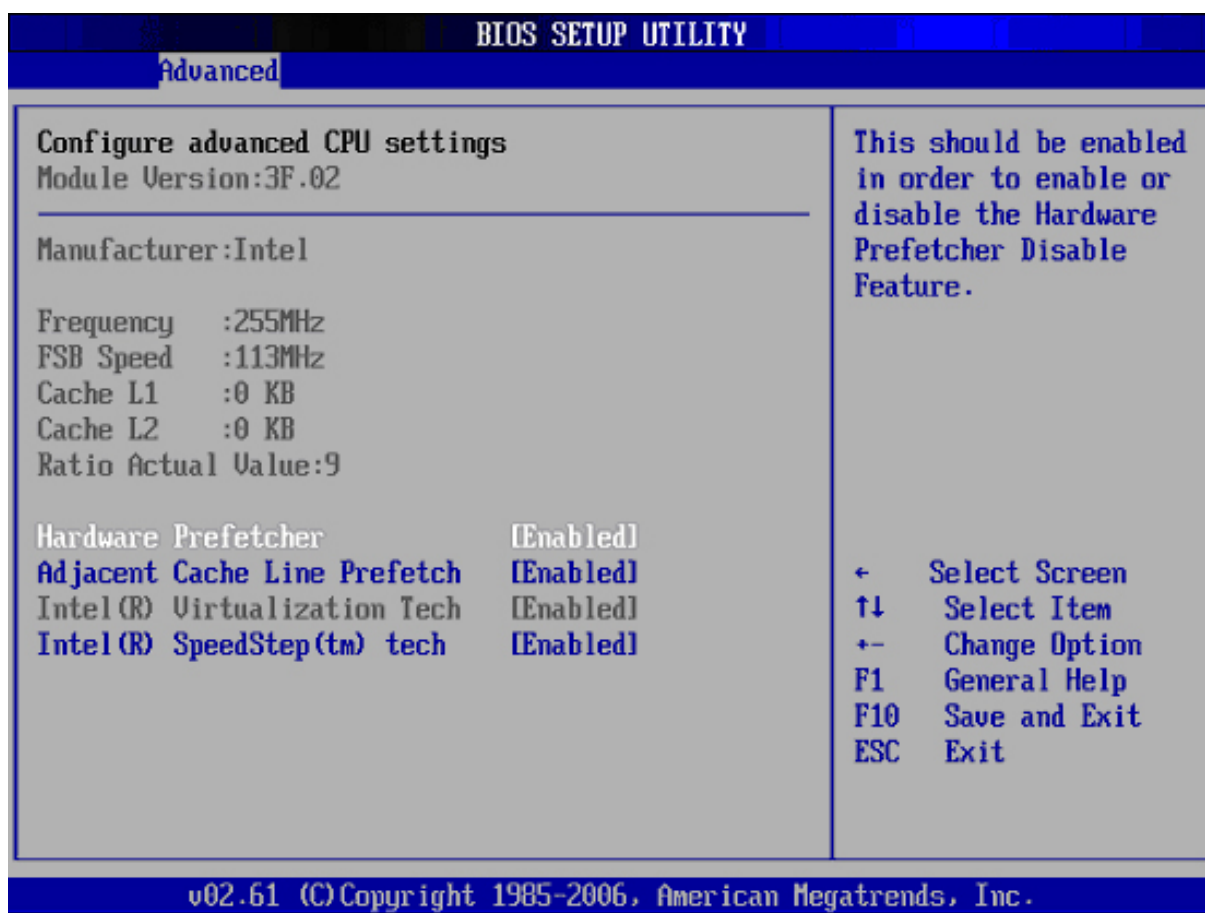 BIOS SETUP UTILITY
Advanced
Configure advanced CPU settings
Module Version:3F.02
Manufacturer:Intel
Frequency :255MHz
FSB Speed :113MHz
Cache L1 :0 KB
Cache L2 :0 KB
Ratio Actual Value:9
Hardware Prefetcher [Enabled]
Adjacent Cache Line Prefetch [Enabled]
Intel(R) Virtualization Tech [Enabled]
Intel(R) SpeedStep(tm) tech [Enabled]
This should be enabled
in order to enable or
disable the Hardware
Prefetcher Disable
Feature.
← Select Screen
↑↓ Select Item
+- Change Option
F1 General Help
F10 Save and Exit
ESC Exit
v02.61 (C)Copyright 1985-2006, American Megatrends, Inc.